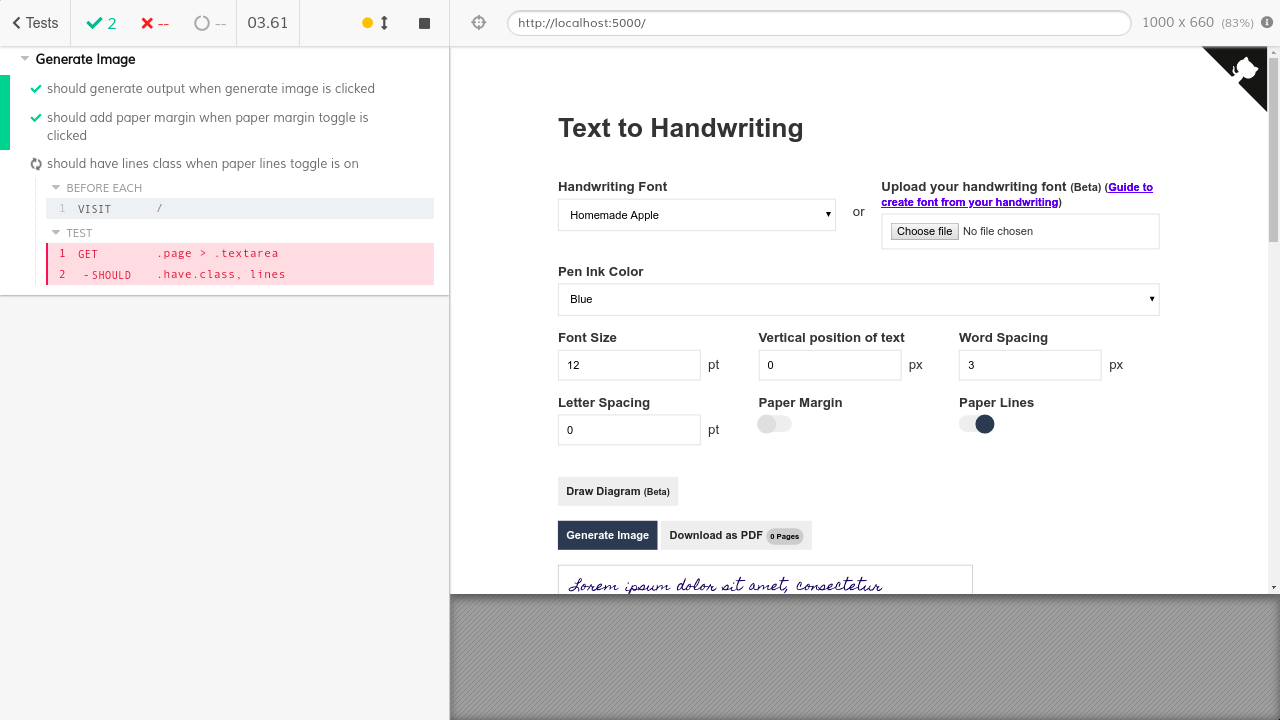 Tests 2 -- -- 03.61 http://localhost:5000/ 1000 x 660 (83%)
Generate Image
should generate output when generate image is clicked
should add paper margin when paper margin toggle is
clicked
should have lines class when paper lines toggle is on
BEFORE EACH
1 VISIT /
TEST
1 GET .page > .textarea
2 -SHOULD .have.class, lines
Text to Handwriting
Handwriting Font
Homemade Apple
or
Upload your handwriting font (Beta) (Guide to
create font from your handwriting)
Choose file No file chosen
Pen Ink Color
Blue
Font Size Vertical position of text Word Spacing
12 pt 0 px 3 px
Letter Spacing Paper Margin Paper Lines
0 pt
Draw Diagram (Beta)
Generate Image Download as PDF 0 Pages
Lorem ipsum dolor sit amet, consectetur